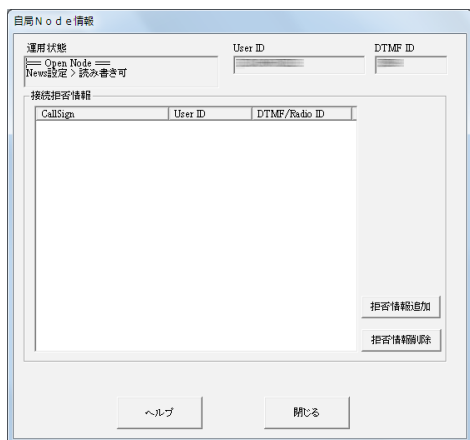 自局Ｎｏｄｅ情報
運用状態 User ID DTMF ID
== Open Node ==
News設定 > 読み書き可
接続拒否情報
CallSign User ID DTMF/Radio ID
拒否情報追加
拒否情報削除
ヘルプ 閉じる